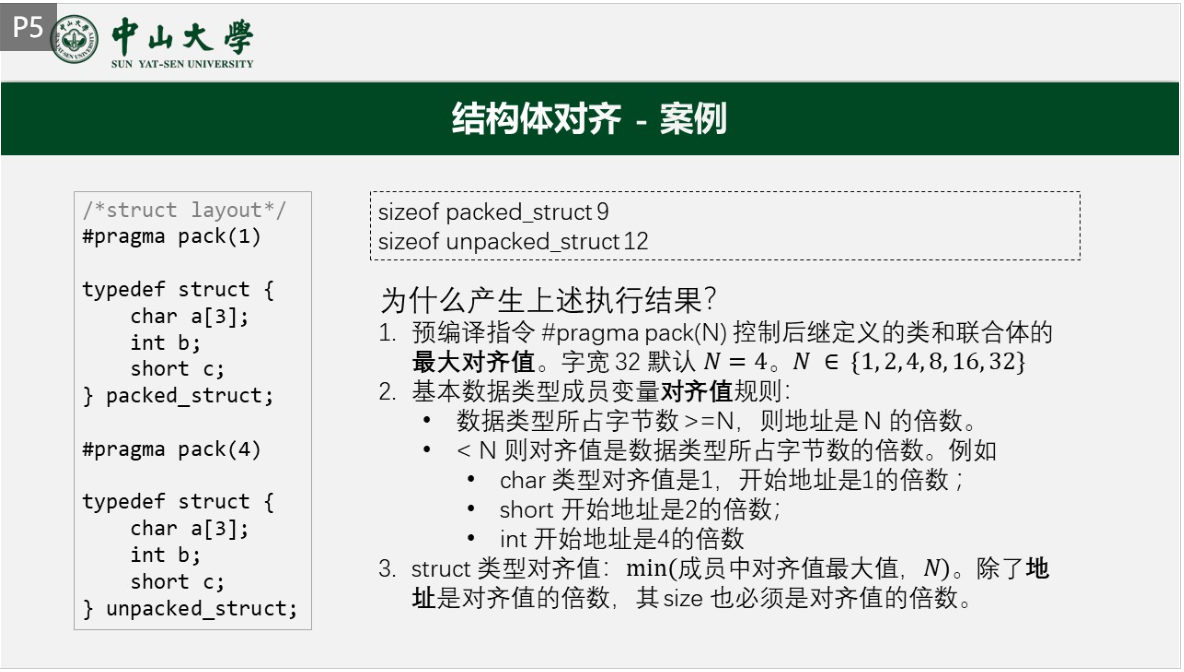 P5
中山大學
SUN YAT-SEN UNIVERSITY
结构体对齐 - 案例
/*struct layout*/
#pragma pack(1)
typedef struct {
char a[3];
int b;
short c;
} packed_struct;
#pragma pack(4)
typedef struct {
char a[3];
int b;
short c;
} unpacked_struct;
sizeof packed_struct 9
sizeof unpacked_struct 12
为什么产生上述执行结果？
1. 预编译指令 #pragma pack(N) 控制后继定义的类和联合体的
最大对齐值。字宽 32 默认 N = 4。N ∈ {1, 2, 4, 8, 16, 32}
2. 基本数据类型成员变量对齐值规则：
• 数据类型所占字节数 >=N，则地址是 N 的倍数。
• < N 则对齐值是数据类型所占字节数的倍数。例如
• char 类型对齐值是1，开始地址是1的倍数；
• short 开始地址是2的倍数；
• int 开始地址是4的倍数
3. struct 类型对齐值：min(成员中对齐值最大值，N)。除了地
址是对齐值的倍数，其 size 也必须是对齐值的倍数。